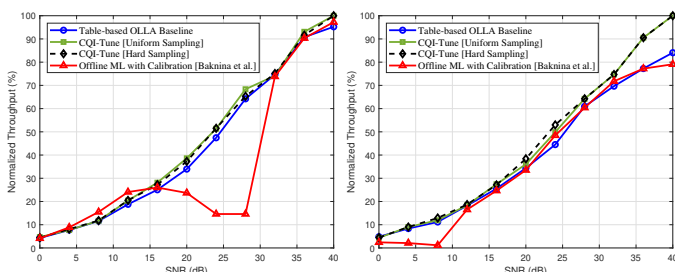 Table-based OLLA Baseline
CQI-Tune [Uniform Sampling]
CQI-Tune [Hard Sampling]
Offline ML with Calibration [Baknina et al.]
Normalized Throughput (%)
100
90
80
70
60
50
40
30
20
10
0
0 5 10 15 20 25 30 35 40
SNR (dB)
Table-based OLLA Baseline
CQI-Tune [Uniform Sampling]
CQI-Tune [Hard Sampling]
Offline ML with Calibration [Baknina et al.]
Normalized Throughput (%)
100
90
80
70
60
50
40
30
20
10
0
0 5 10 15 20 25 30 35 40
SNR (dB)